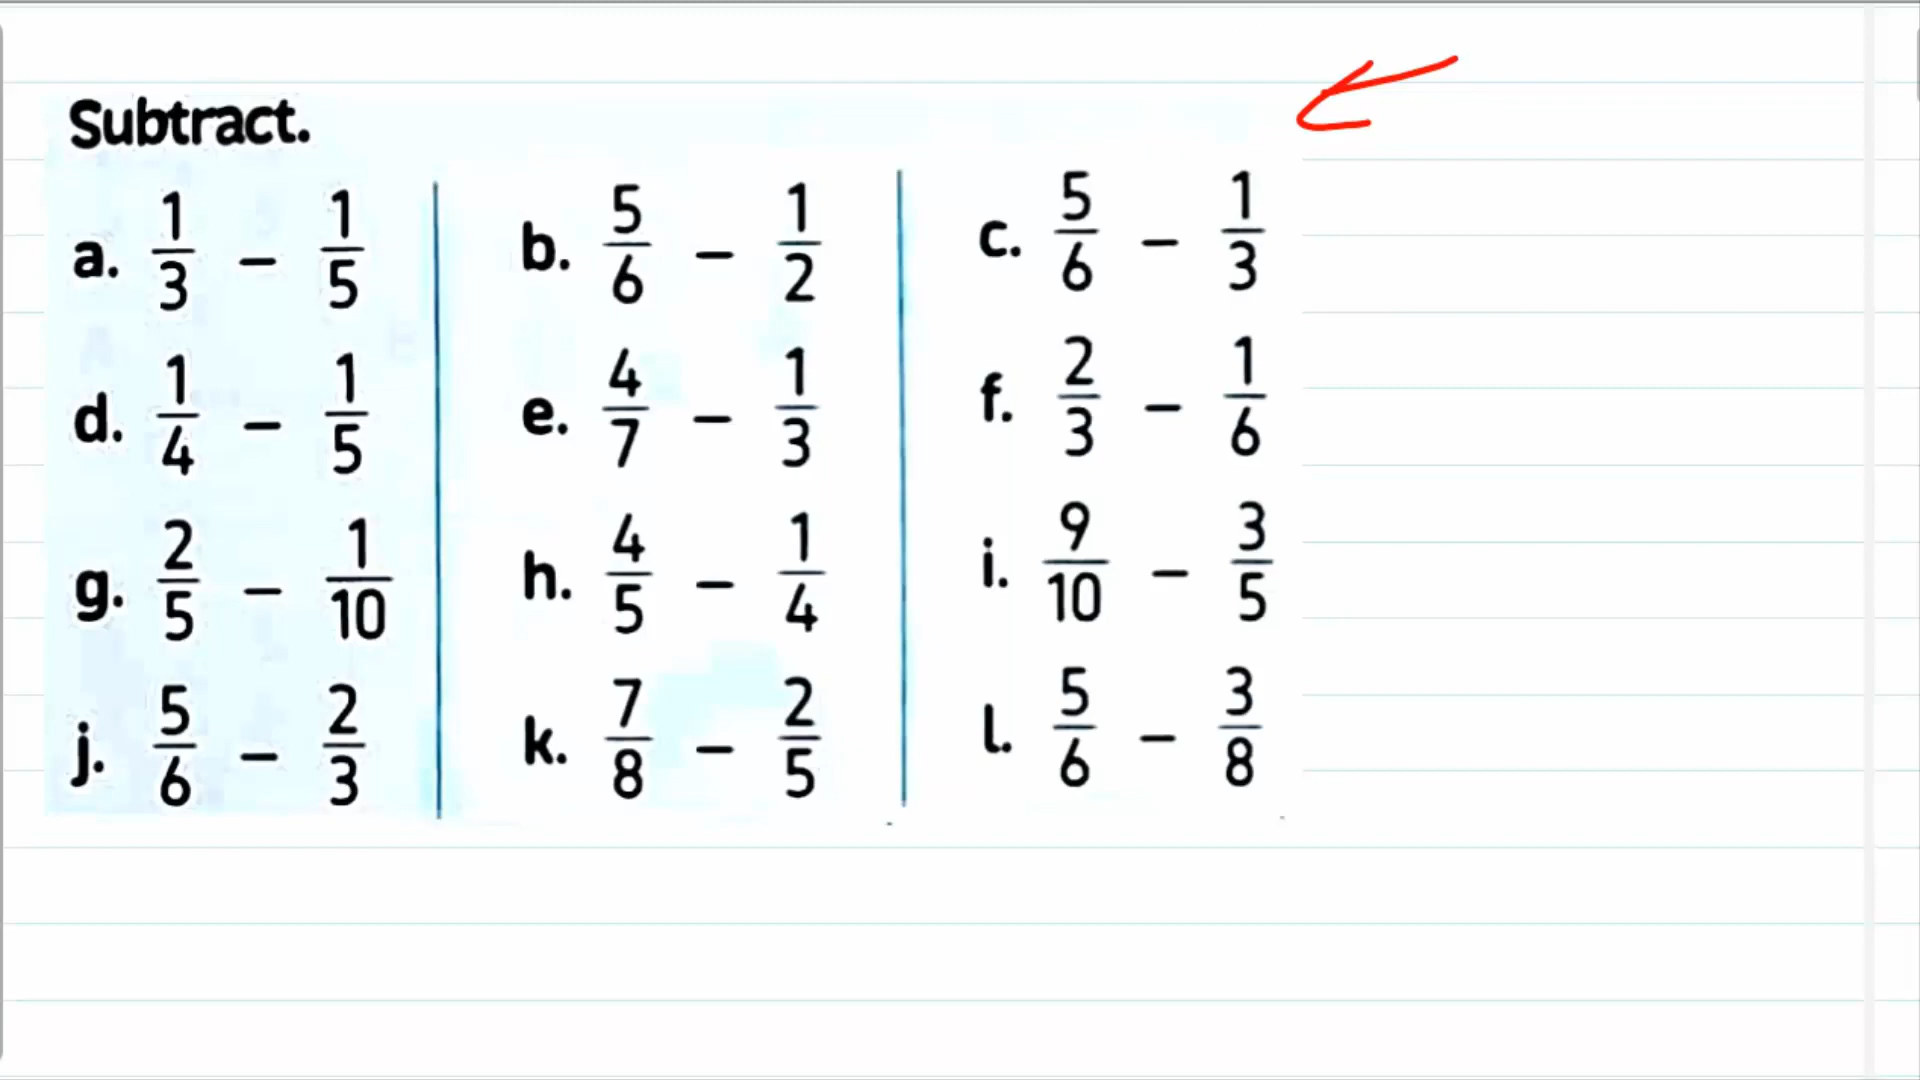 Subtract.
a. 1/3 − 1/5 b. 5/6 − 1/2 c. 5/6 − 1/3
d. 1/4 − 1/5 e. 4/7 − 1/3 f. 2/3 − 1/6
g. 2/5 − 1/10 h. 4/5 − 1/4 i. 9/10 − 3/5
j. 5/6 − 2/3 k. 7/8 − 2/5 l. 5/6 − 3/8